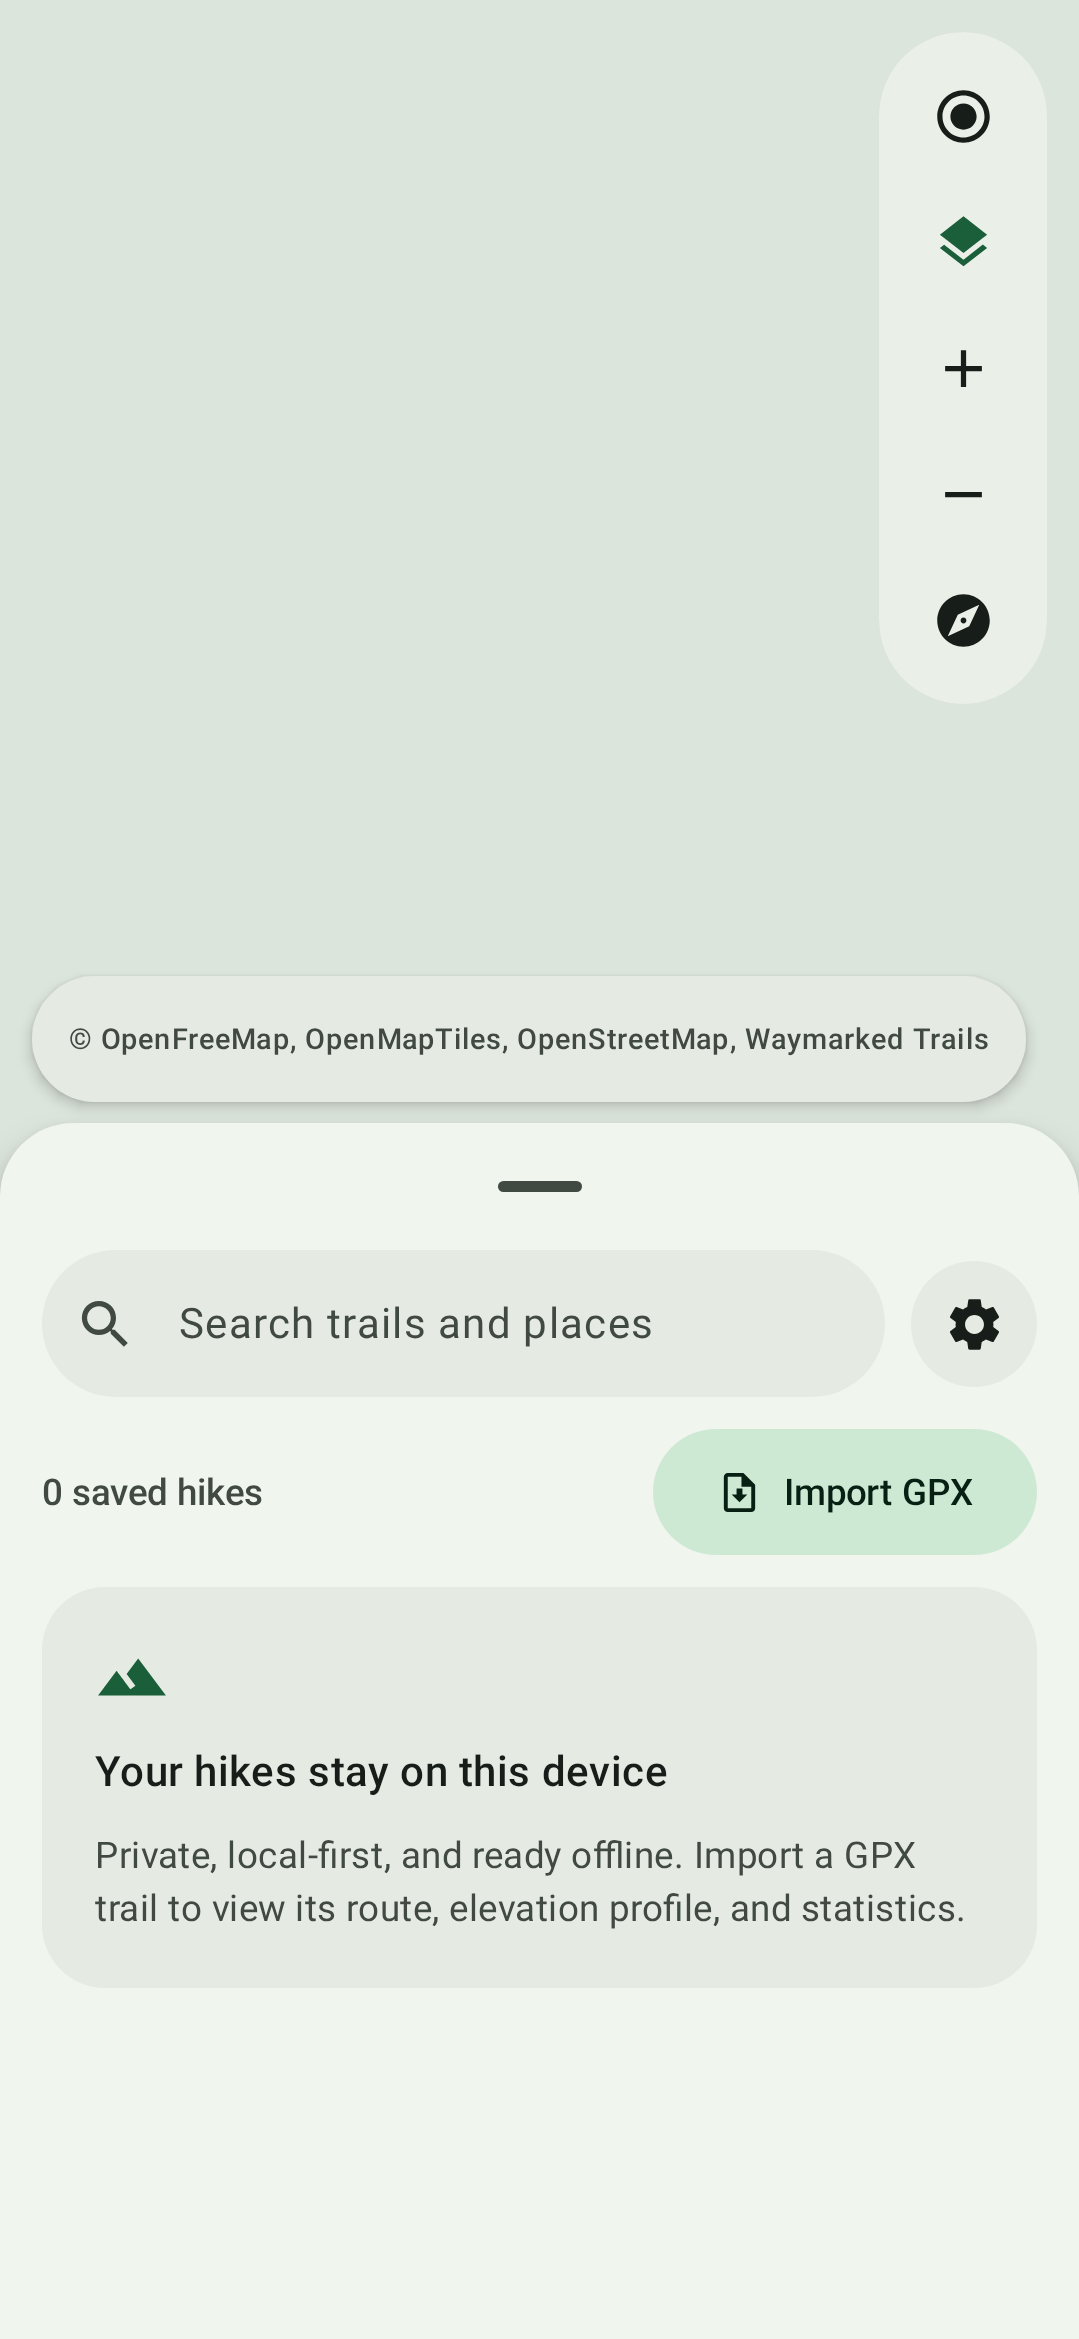 © OpenFreeMap, OpenMapTiles, OpenStreetMap, Waymarked Trails
Search trails and places
0 saved hikes
Import GPX
Your hikes stay on this device
Private, local-first, and ready offline. Import a GPX
trail to view its route, elevation profile, and statistics.